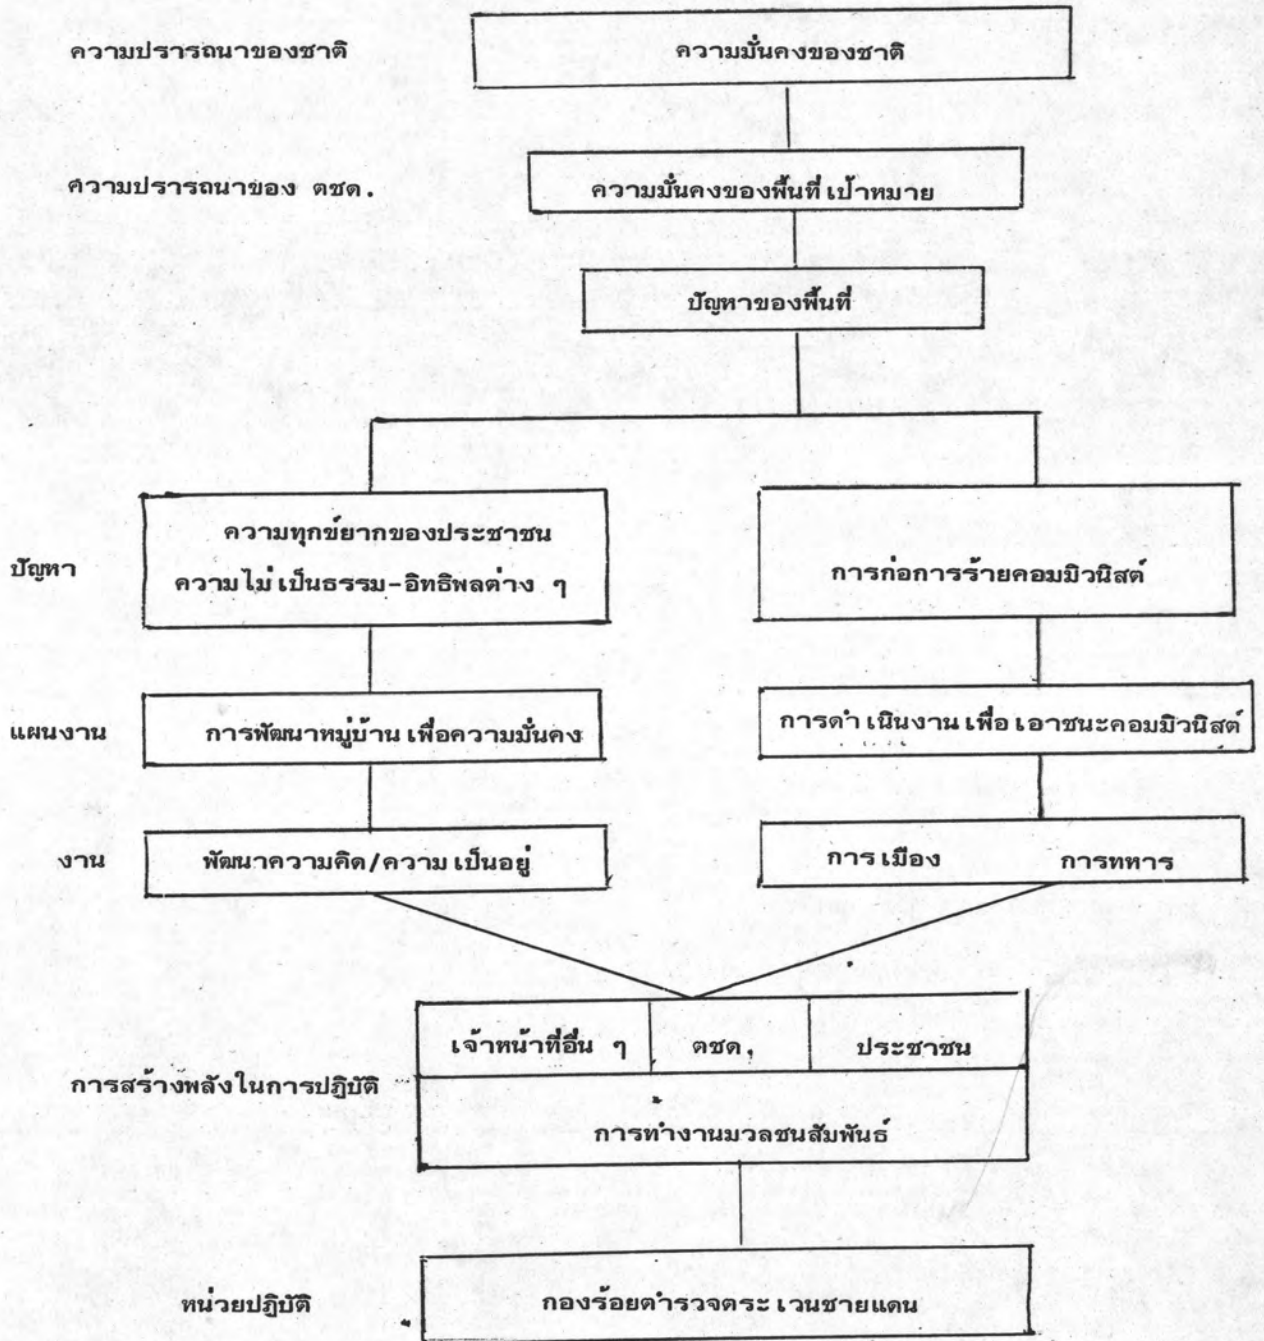 ความปรารถนาของชาติ
ความมั่นคงของชาติ
ความปรารถนาของ ตชด.
ความมั่นคงของพื้นที่เป้าหมาย
ปัญหาของพื้นที่
ปัญหา
ความทุกข์ยากของประชาชน
ความไม่เป็นธรรม-อิทธิพลต่าง ๆ
การก่อการร้ายคอมมิวนิสต์
แผนงาน
การพัฒนาหมู่บ้านเพื่อความมั่นคง
การดำเนินงานเพื่อเอาชนะคอมมิวนิสต์
งาน
พัฒนาความคิด/ความเป็นอยู่
การเมือง การทหาร
เจ้าหน้าที่อื่น ๆ ตชด, ประชาชน
การสร้างพลังในการปฏิบัติ
การทำงานมวลชนสัมพันธ์
หน่วยปฏิบัติ
กองร้อยตำรวจตระเวนชายแดน